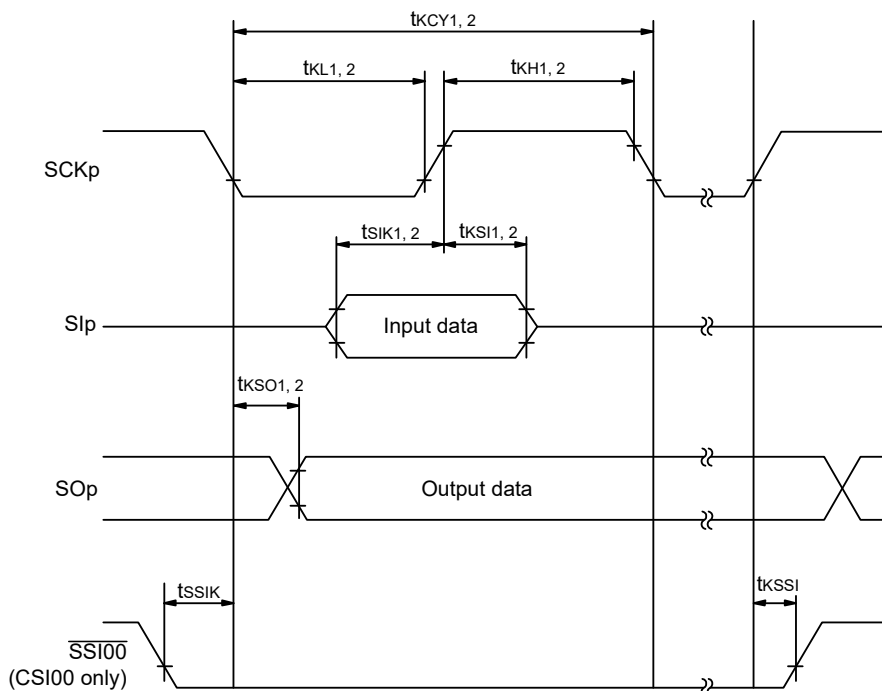 tKCY1, 2
tKL1, 2
tKH1, 2
SCKp
tSIK1, 2
tKSI1, 2
SIp
Input data
tKSO1, 2
SOp
Output data
tSSIK
tKSSI
SSI00
(CSI00 only)